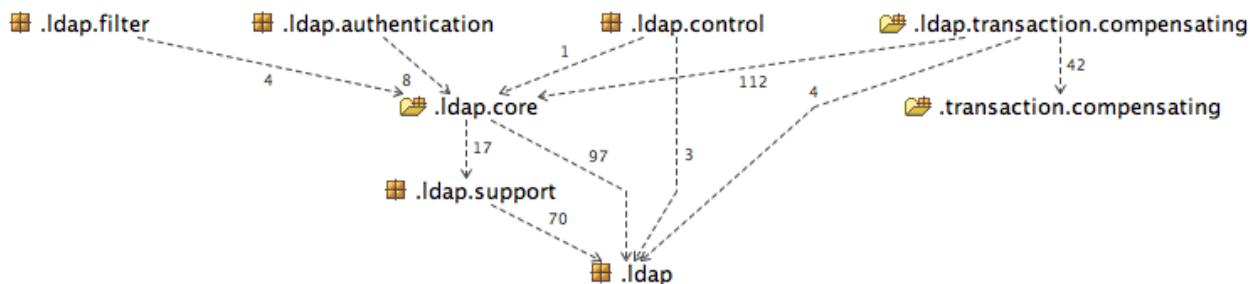 .ldap.filter
.ldap.authentication
.ldap.control
.ldap.transaction.compensating
1
4
8
112
4
42
.ldap.core
.transaction.compensating
17
97
3
.ldap.support
70
.ldap